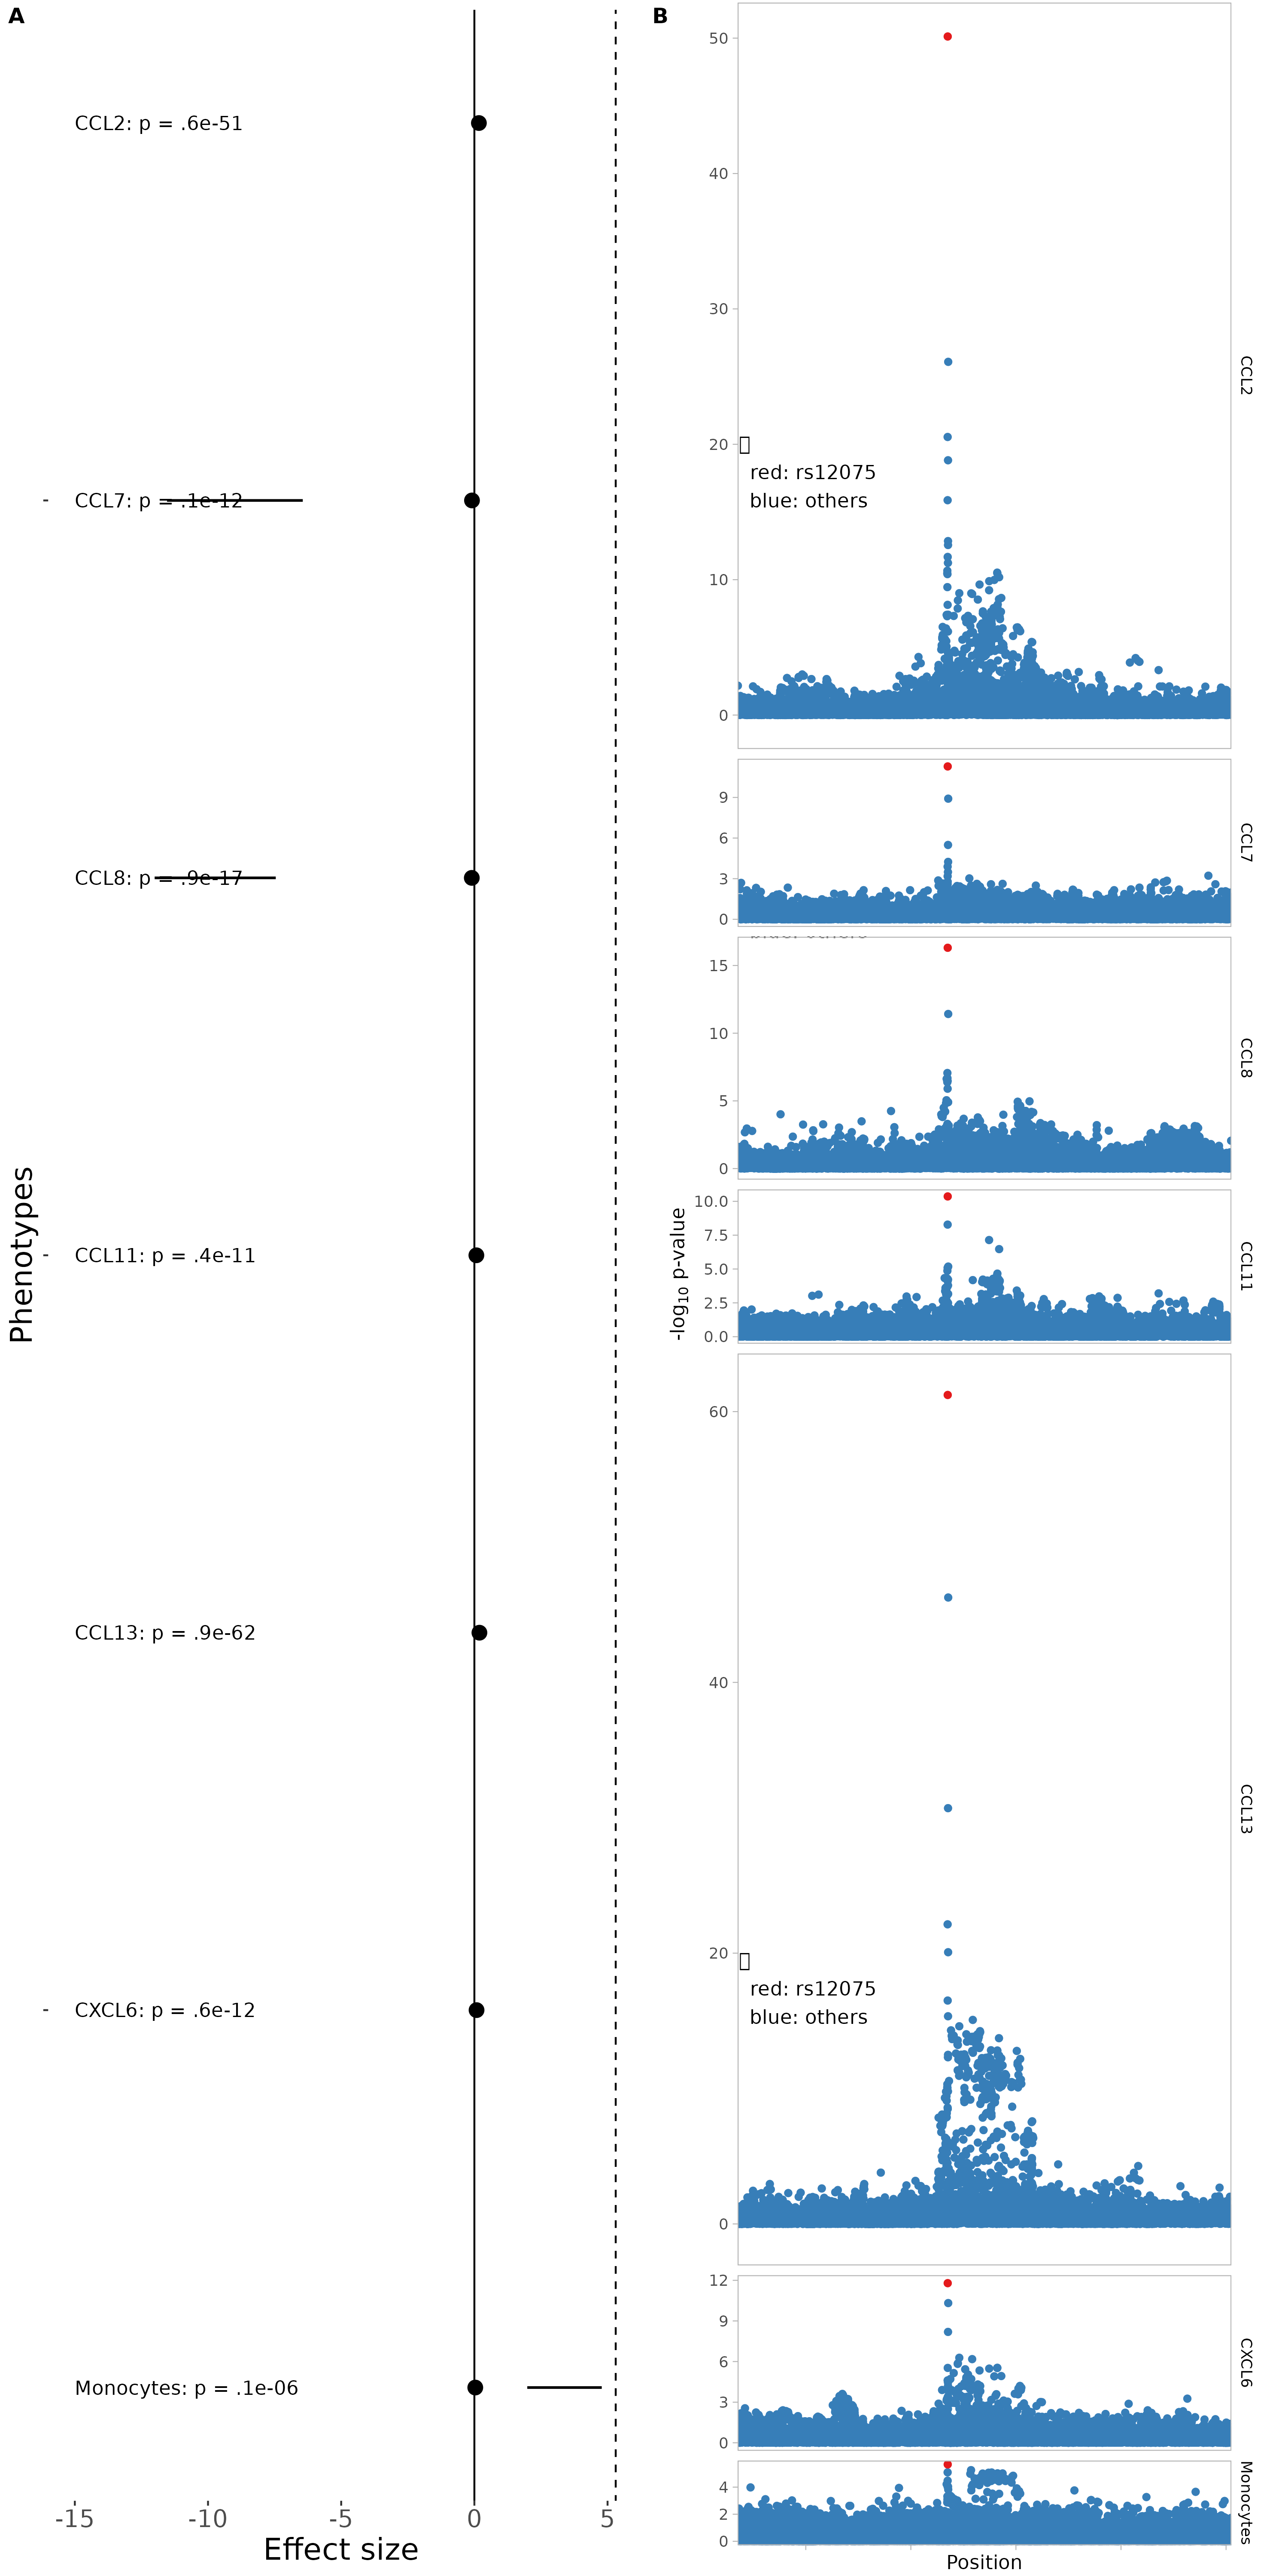 A
CCL2: p = .6e-51
CCL7: p = .1e-12
CCL8: p = .9e-17
CCL11: p = .4e-11
CCL13: p = .9e-62
CXCL6: p = .6e-12
Monocytes: p = .1e-06
Phenotypes
-15 -10 -5 0 5
Effect size
B
50
40
30
20
10
0
red: rs12075
blue: others
CCL2
9
6
3
0
CCL7
blue: others
15
10
5
0
CCL8
10.0
7.5
5.0
2.5
0.0
CCL11
-log10 p-value
60
40
20
0
red: rs12075
blue: others
CCL13
12
9
6
3
0
CXCL6
4
2
0
Monocytes
Position